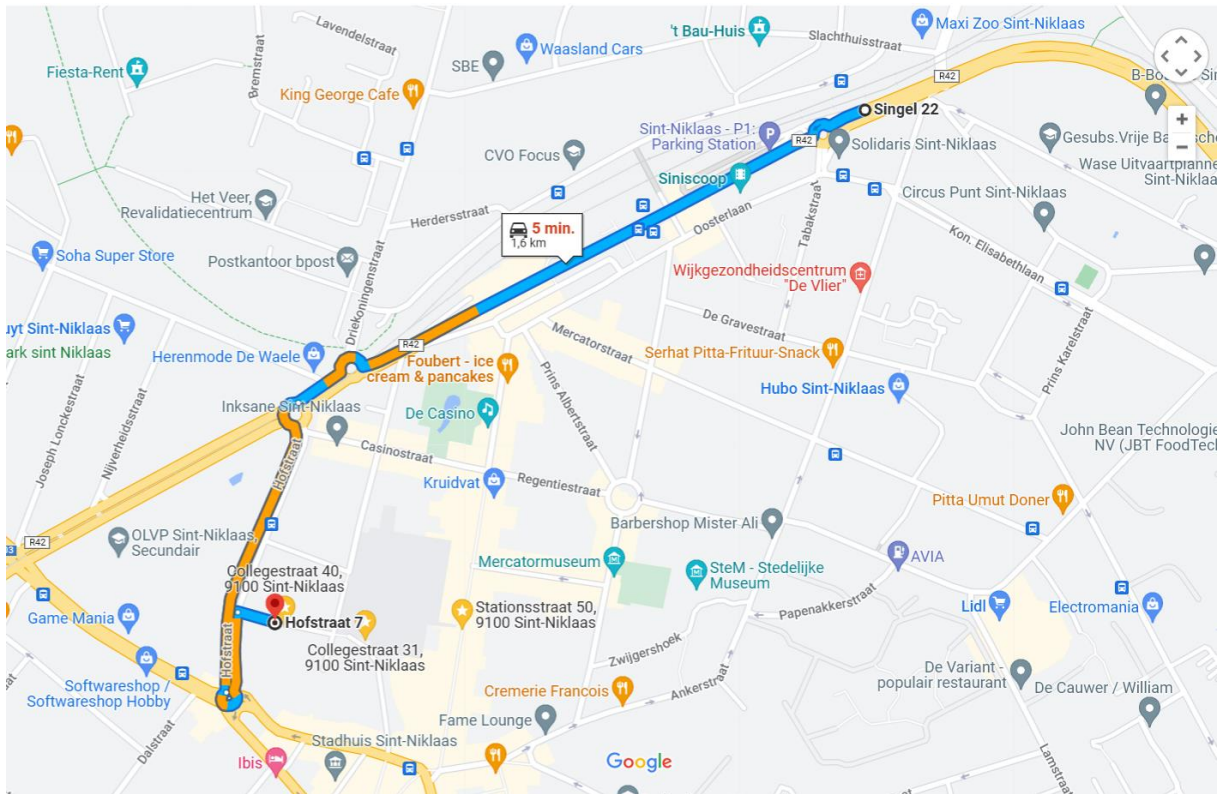 Maxi Zoo Sint-Niklaas
't Bau-Huis
Slachthuisstraat
Lavendelstraat
Waasland Cars
SBE
Fiesta-Rent
Bremstraat
King George Cafe
R42
Singel 22
Sint-Niklaas - P1:
Parking Station
P
R42
Solidaris Sint-Niklaas
CVO Focus
Siniscoop
Het Veer,
Revalidatiecentrum
Herdersstraat
Circus Punt Sint-Niklaas
Oosterlaan
Tabakstraat
Kon. Elisabethlaan
5 min.
1,6 km
Soha Super Store
Postkantoor bpost
Driekoningenstraat
Wijkgezondheidscentrum
"De Vlier"
De Gravestraat
Mercatorstraat
Prins Karelstraat
uyt Sint-Niklaas
ark sint Niklaas
Herenmode De Waele
R42
Foubert - ice
cream & pancakes
Serhat Pitta-Frituur-Snack
Prins Albertstraat
Hubo Sint-Niklaas
Inksane Sint-Niklaas
De Casino
Joseph Lonckestraat
Nijverheidsstraat
Hofstraat
Casinostraat
Regentiestraat
Kruidvat
John Bean Technologie
NV (JBT FoodTech
Pitta Umut Doner
Barbershop Mister Ali
R42
OLVP Sint-Niklaas,
Secundair
AVIA
Mercatormuseum
SteM - Stedelijke
Museum
Collegestraat 40,
9100 Sint-Niklaas
Hofstraat 7
Game Mania
Stationsstraat 50,
9100 Sint-Niklaas
Papenakkerstraat
Lidl
Electromania
Collegestraat 31,
9100 Sint-Niklaas
Hofstraat
Zwijgershoek
Softwareshop /
Softwareshop Hobby
Cremerie Francois
Ankerstraat
De Variant -
populair restaurant
De Cauwer / William
Dalstraat
Fame Lounge
Stadhuis Sint-Niklaas
Ibis
Google
Lamstraat
Wase Uitvaartplanne
Sint-Niklaa